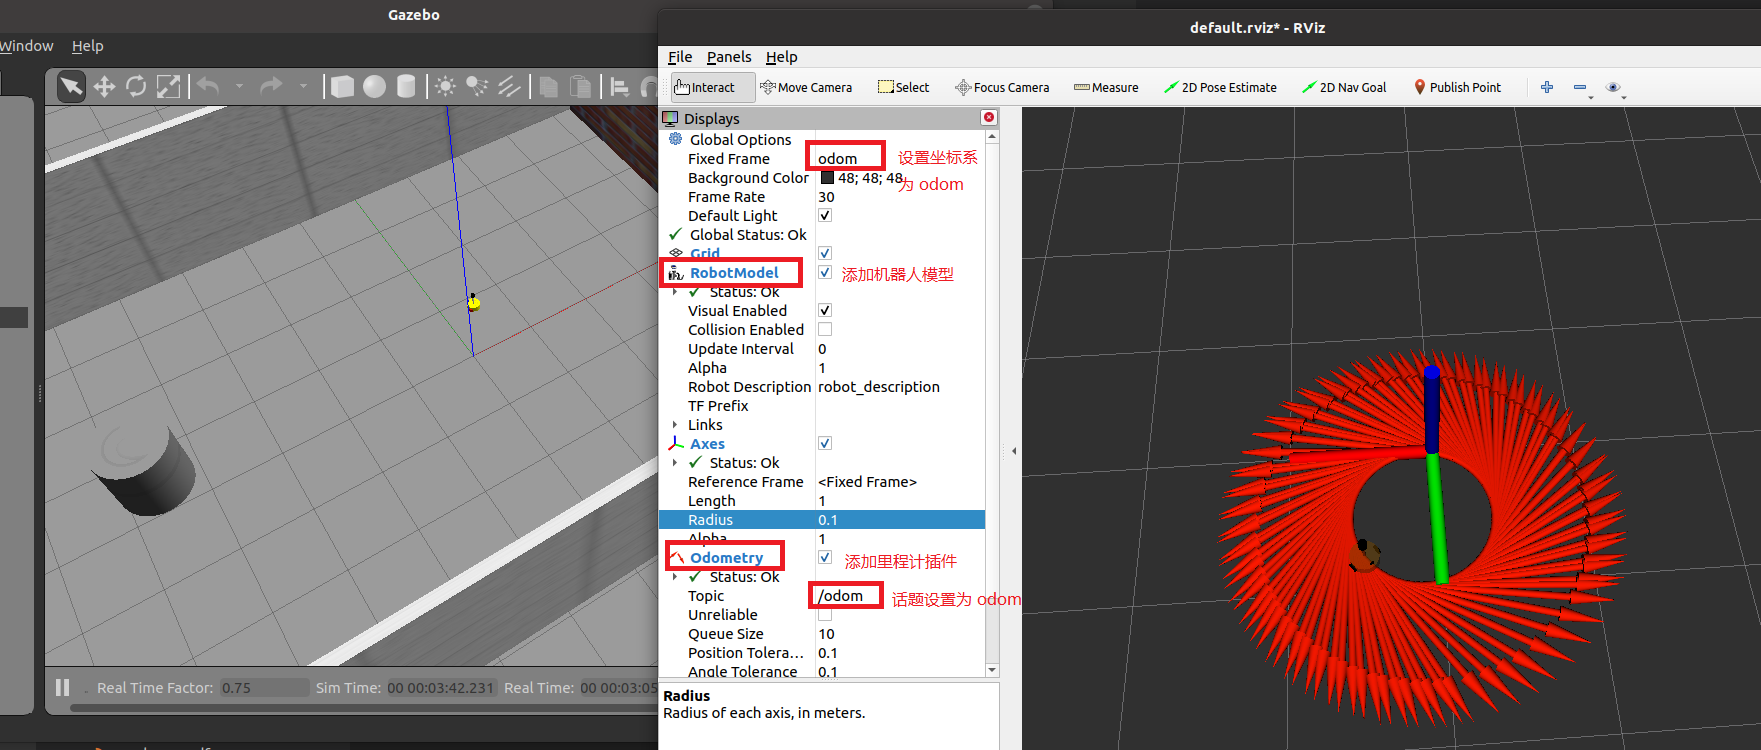 Gazebo
Window Help
Real Time Factor: 0.75 Sim Time: 00 00:03:42.231 Real Time: 00 00:03:05
default.rviz* - RViz
File Panels Help
Interact Move Camera Select Focus Camera Measure 2D Pose Estimate 2D Nav Goal Publish Point
Displays
Global Options
Fixed Frame odom 设置坐标系
Background Color 48; 48; 48 为 odom
Frame Rate 30
Default Light
Global Status: Ok
Grid
RobotModel 添加机器人模型
Status: Ok
Visual Enabled
Collision Enabled
Update Interval 0
Alpha 1
Robot Description robot_description
TF Prefix
Links
Axes
Status: Ok
Reference Frame <Fixed Frame>
Length 1
Radius 0.1
Alpha 1
Odometry 添加里程计插件
Status: Ok
Topic /odom 话题设置为 odom
Unreliable
Queue Size 10
Position Tolera... 0.1
Angle Tolerance 0.1
Radius
Radius of each axis, in meters.